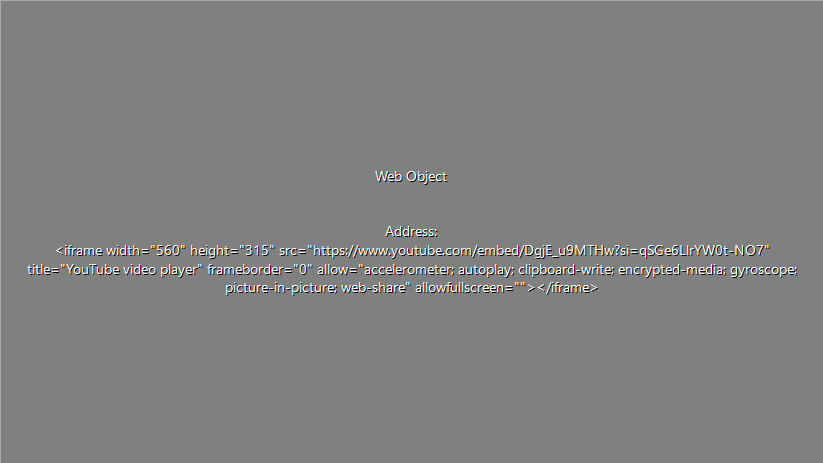 Web Object
Address:
<iframe width="560" height="315" src="https://www.youtube.com/embed/DgjE_u9MTHw?si=qSGe6LlrYW0t-NO7"
title="YouTube video player" frameborder="0" allow="accelerometer; autoplay; clipboard-write; encrypted-media; gyroscope;
picture-in-picture; web-share" allowfullscreen=""></iframe>